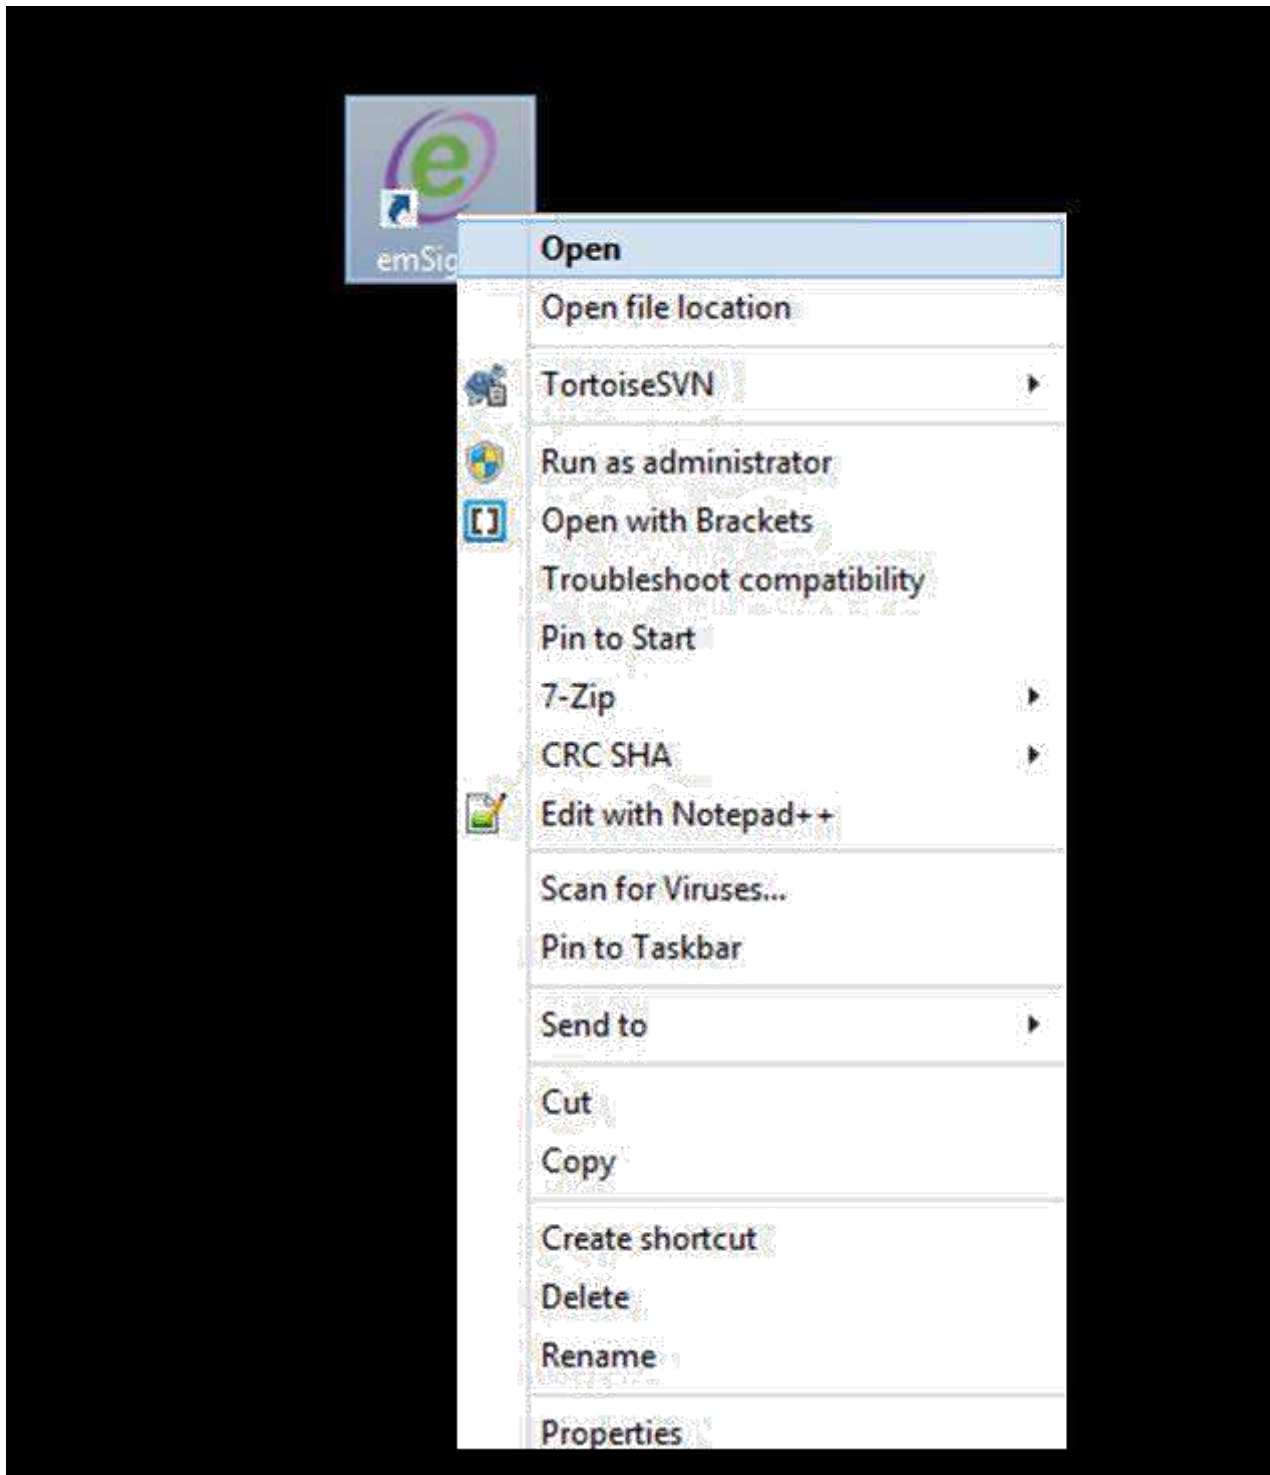 emSig
Open
Open file location
TortoiseSVN
Run as administrator
Open with Brackets
Troubleshoot compatibility
Pin to Start
7-Zip
CRC SHA
Edit with Notepad++
Scan for Viruses...
Pin to Taskbar
Send to
Cut
Copy
Create shortcut
Delete
Rename
Properties